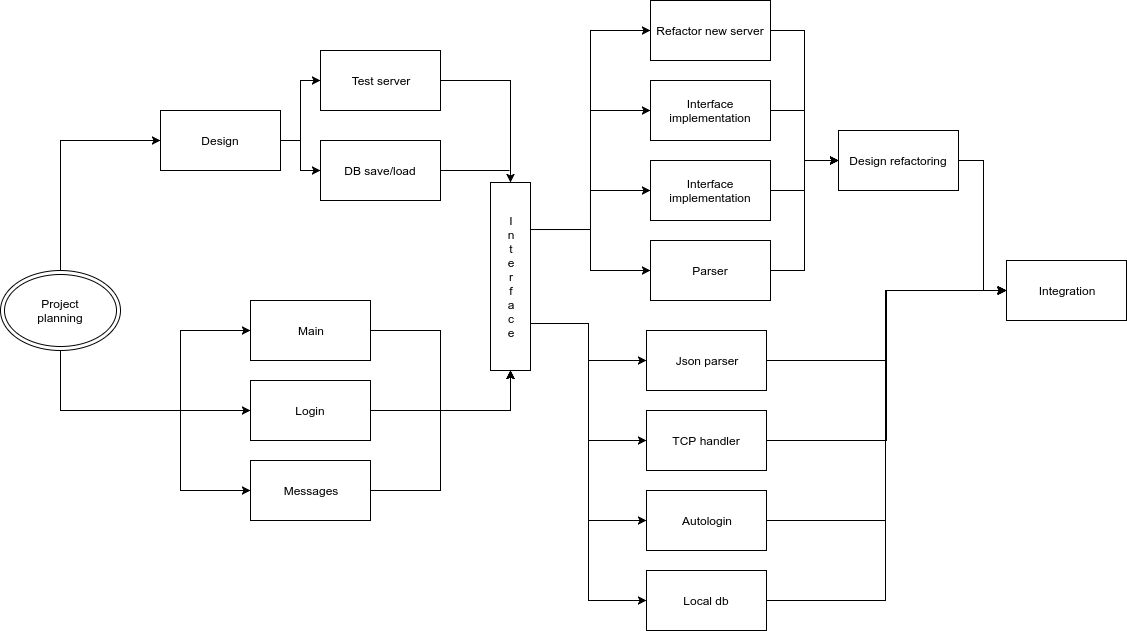 Refactor new server
Test server
Interface
implementation
Design
Design refactoring
DB save/load
Interface
implementation
I
n
t
e
r
f
a
c
e
Parser
Project
planning
Integration
Main
Json parser
Login
TCP handler
Messages
Autologin
Local db